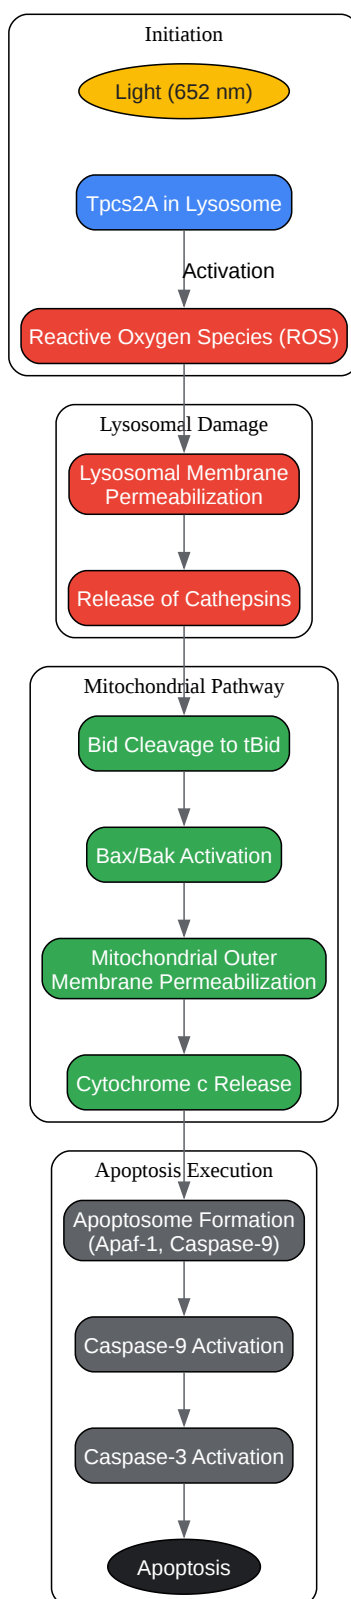 Initiation
Light (652 nm)
Tpcs2A in Lysosome
Activation
Reactive Oxygen Species (ROS)
Lysosomal Damage
Lysosomal Membrane
Permeabilization
Release of Cathepsins
Mitochondrial Pathway
Bid Cleavage to tBid
Bax/Bak Activation
Mitochondrial Outer
Membrane Permeabilization
Cytochrome c Release
Apoptosis Execution
Apoptosome Formation
(Apaf-1, Caspase-9)
Caspase-9 Activation
Caspase-3 Activation
Apoptosis